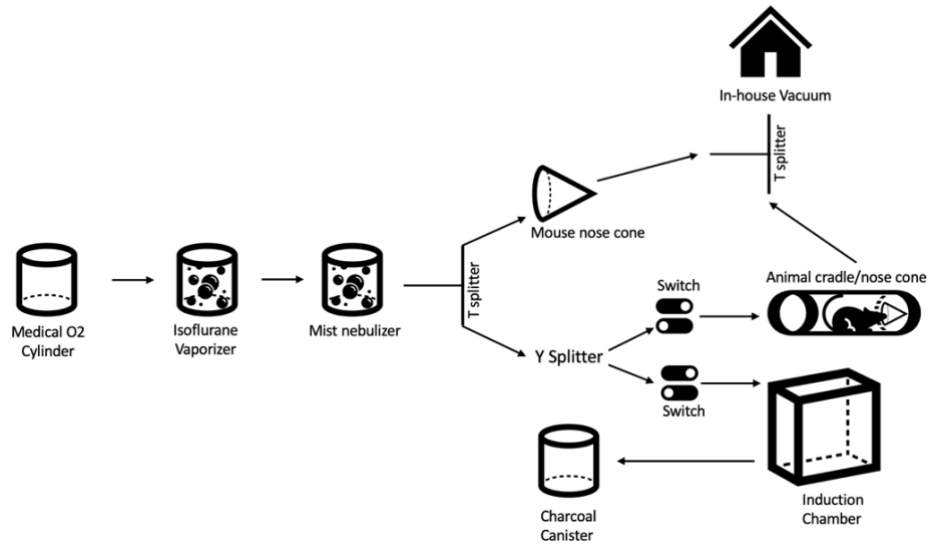 In-house Vacuum
T splitter
Mouse nose cone
Animal cradle/nose cone
Switch
T splitter
Medical O2
Cylinder
Isoflurane
Vaporizer
Mist nebulizer
Y Splitter
Switch
Charcoal
Canister
Induction
Chamber